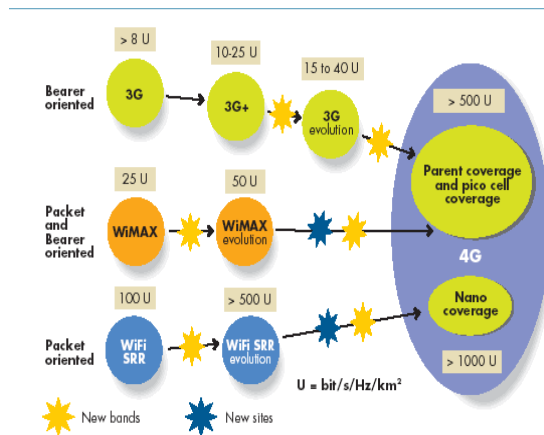 > 8 U
10-25 U
15 to 40 U
> 500 U
Bearer
oriented
3G
3G+
3G
evolution
Parent coverage
and pico cell
coverage
25 U
50 U
Packet
and
Bearer
oriented
WiMAX
WiMAX
evolution
4G
100 U
> 500 U
Nano
coverage
Packet
oriented
WiFi
SRR
WiFi SRR
evolution
> 1000 U
U = bit/s/Hz/km²
New bands
New sites